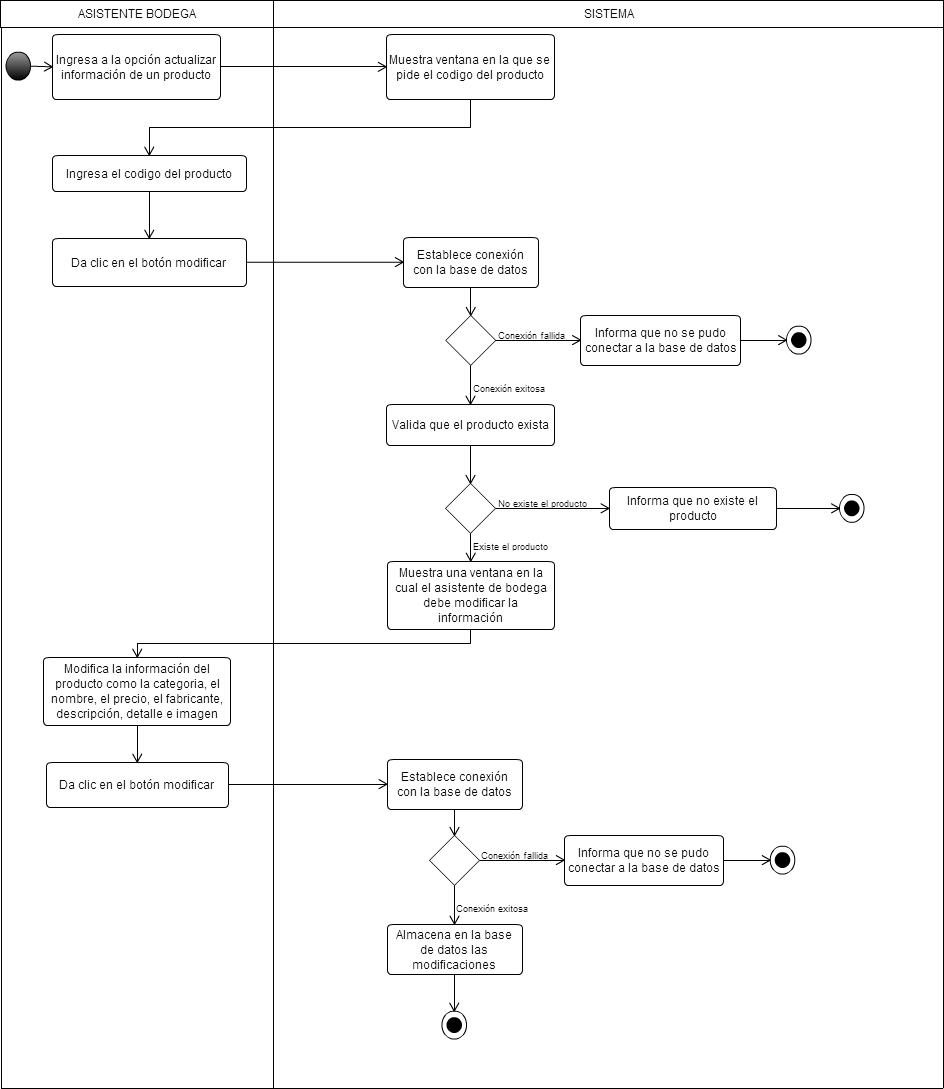 ASISTENTE BODEGA
SISTEMA
Ingresa a la opción actualizar
información de un producto
Muestra ventana en la que se
pide el codigo del producto
Ingresa el codigo del producto
Da clic en el botón modificar
Establece conexión
con la base de datos
Conexión fallida
Informa que no se pudo
conectar a la base de datos
Conexión exitosa
Valida que el producto exista
No existe el producto
Informa que no existe el
producto
Existe el producto
Muestra una ventana en la
cual el asistente de bodega
debe modificar la
información
Modifica la información del
producto como la categoria, el
nombre, el precio, el fabricante,
descripción, detalle e imagen
Da clic en el botón modificar
Establece conexión
con la base de datos
Conexión fallida
Informa que no se pudo
conectar a la base de datos
Conexión exitosa
Almacena en la base
de datos las
modificaciones